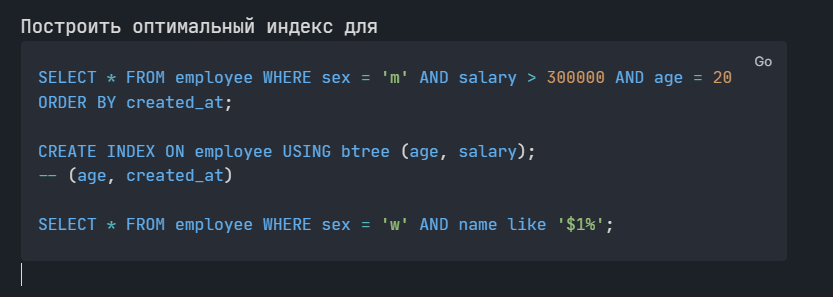 Построить оптимальный индекс для
Go
SELECT * FROM employee WHERE sex = 'm' AND salary > 300000 AND age = 20
ORDER BY created_at;
CREATE INDEX ON employee USING btree (age, salary);
-- (age, created_at)
SELECT * FROM employee WHERE sex = 'w' AND name like '$1%';